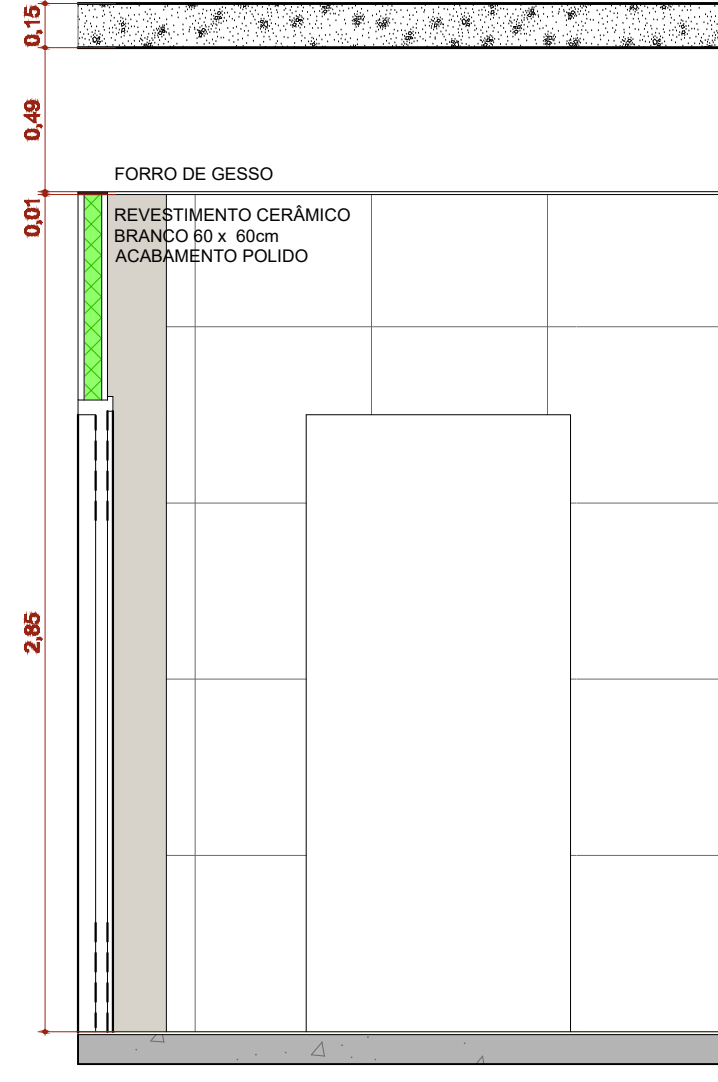 0,15
0,49
FORRO DE GESSO
0,01
REVESTIMENTO CERÂMICO
BRANCO 60 x 60cm
ACABAMENTO POLIDO
2,85